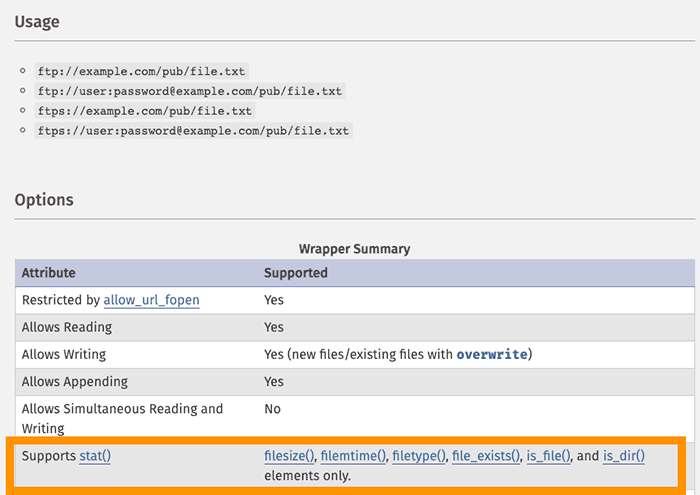 Usage
ftp://example.com/pub/file.txt
ftp://user:password@example.com/pub/file.txt
ftps://example.com/pub/file.txt
ftps://user:password@example.com/pub/file.txt
Options
Wrapper Summary
Attribute Supported
Restricted by allow_url_fopen Yes
Allows Reading Yes
Allows Writing Yes (new files/existing files with overwrite)
Allows Appending Yes
Allows Simultaneous Reading and No
Writing
Supports stat() filesize(), filemtime(), filetype(), file_exists(), is_file(), and is_dir()
elements only.